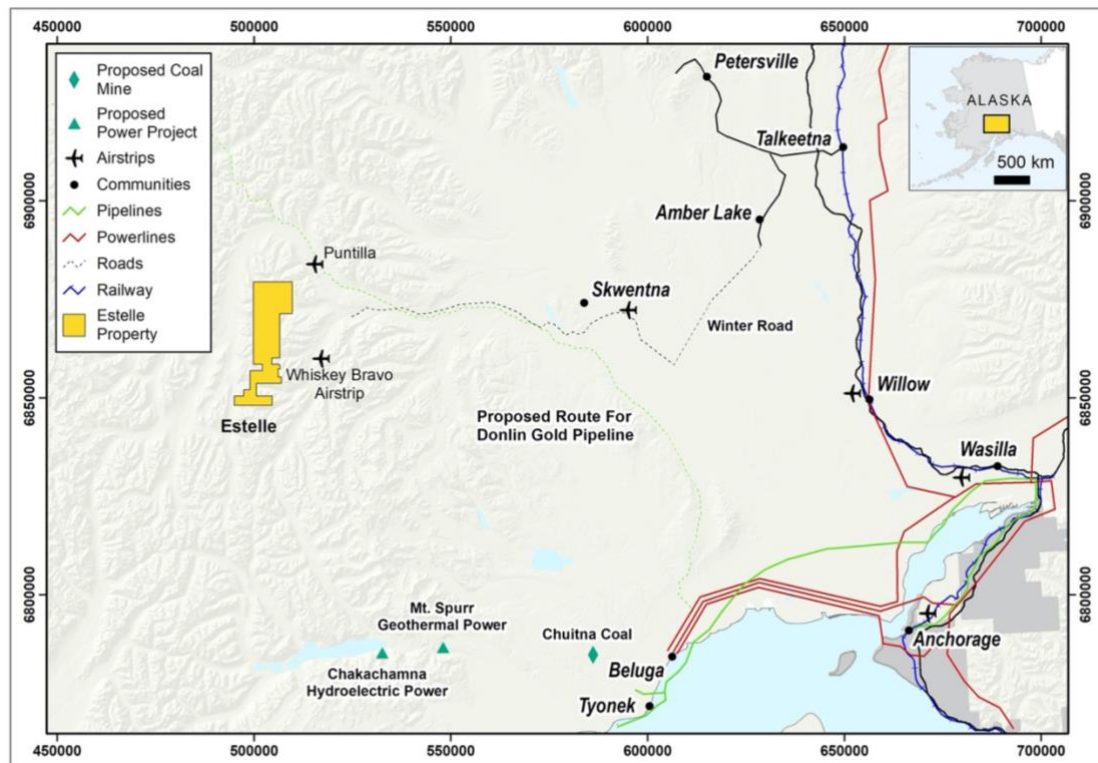 450000
500000
550000
600000
650000
700000
Proposed Coal
Mine
Proposed
Power Project
Airstrips
Communities
Pipelines
Powerlines
Roads
Railway
Estelle
Property
ALASKA
500 km
Petersville
Talkeetna
6900000
6900000
Amber Lake
Puntilla
Skwentna
Winter Road
Whiskey Bravo
Airstrip
Estelle
Willow
6850000
6850000
Proposed Route For
Donlin Gold Pipeline
Wasilla
6800000
6800000
Mt. Spurr
Geothermal Power
Chuitna Coal
Anchorage
Beluga
Chakachamna
Hydroelectric Power
Tyonek
450000
500000
550000
600000
650000
700000